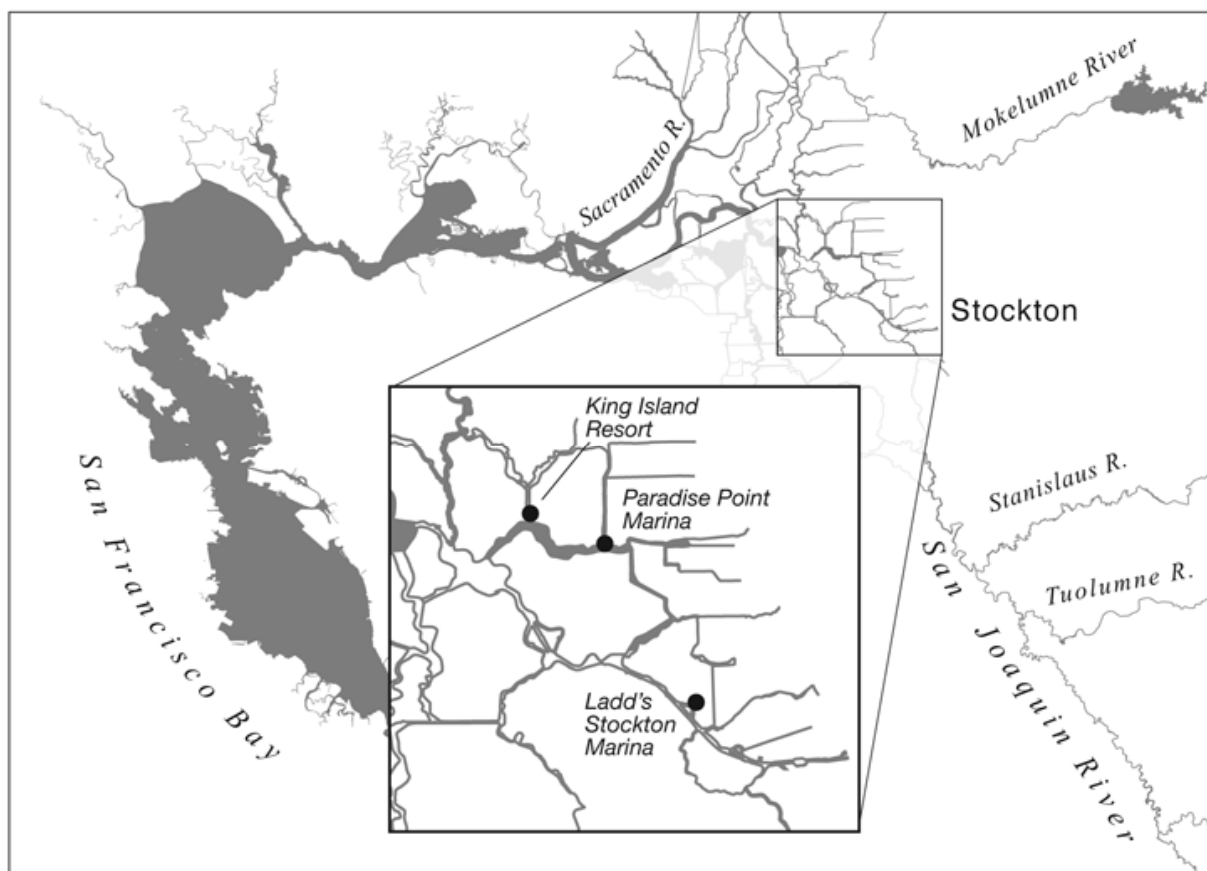 Mokelumne River
Sacramento R.
Stockton
King Island
Resort
Paradise Point
Marina
San Francisco Bay
Stanislaus R.
Tuolumne R.
San Joaquin River
Ladd's
Stockton
Marina